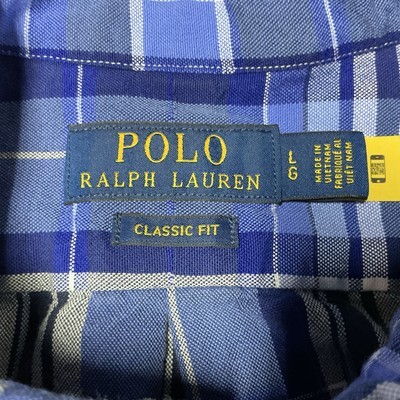 POLO
RALPH LAUREN
L
G
MADE IN
VIETNAM
FABRIQUÉ AU
VIÊT NAM
CLASSIC FIT